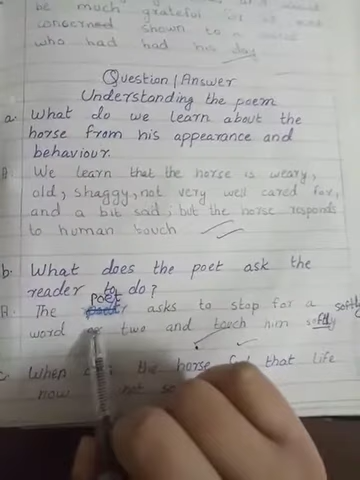 be much grateful
concerned shown to a
who had had his day
Question/Answer
Understanding the poem
a. What do we learn about the
horse from his appearance and
behaviour.
A: We learn that the horse is weary,
old, shaggy, not very well cared for,
and a bit sad; but the horse responds
to human touch
b. What does the poet ask the
reader to do?
POET
A: The asks to stop for a softly
word or two and touch him softly
When the horse that life
now not